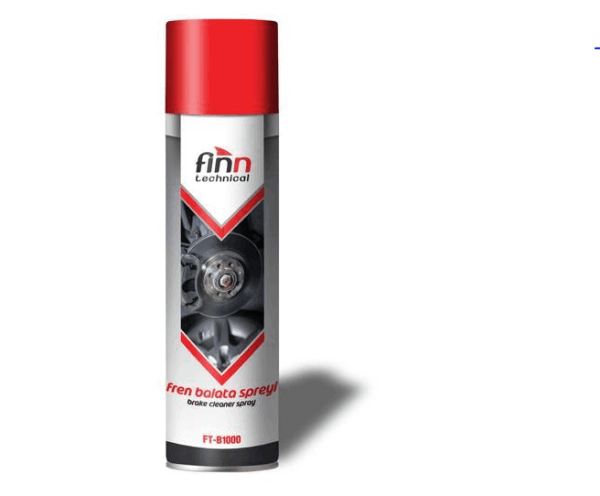 finn
technical
fren balata spreyi
brake cleaner spray
FT-B1000